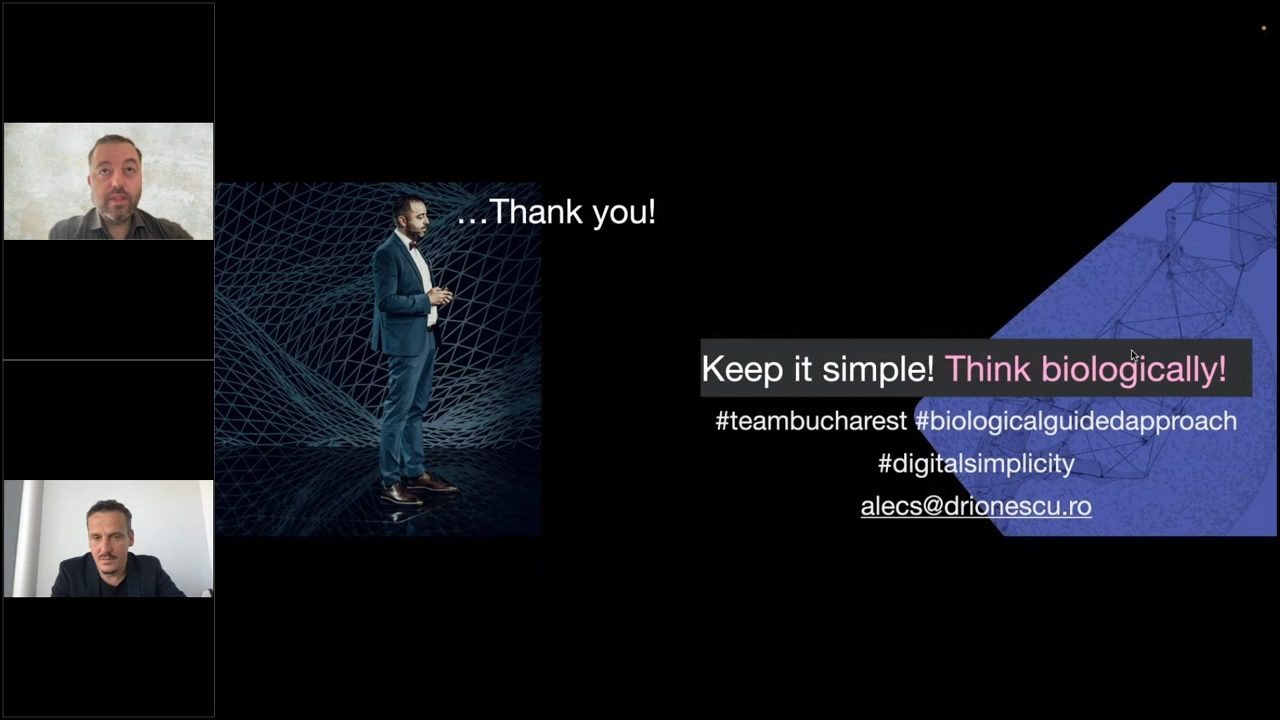 …Thank you!
Keep it simple! Think biologically!
#teambucharest #biologicalguidedapproach
#digitalsimplicity
alecs@drionescu.ro